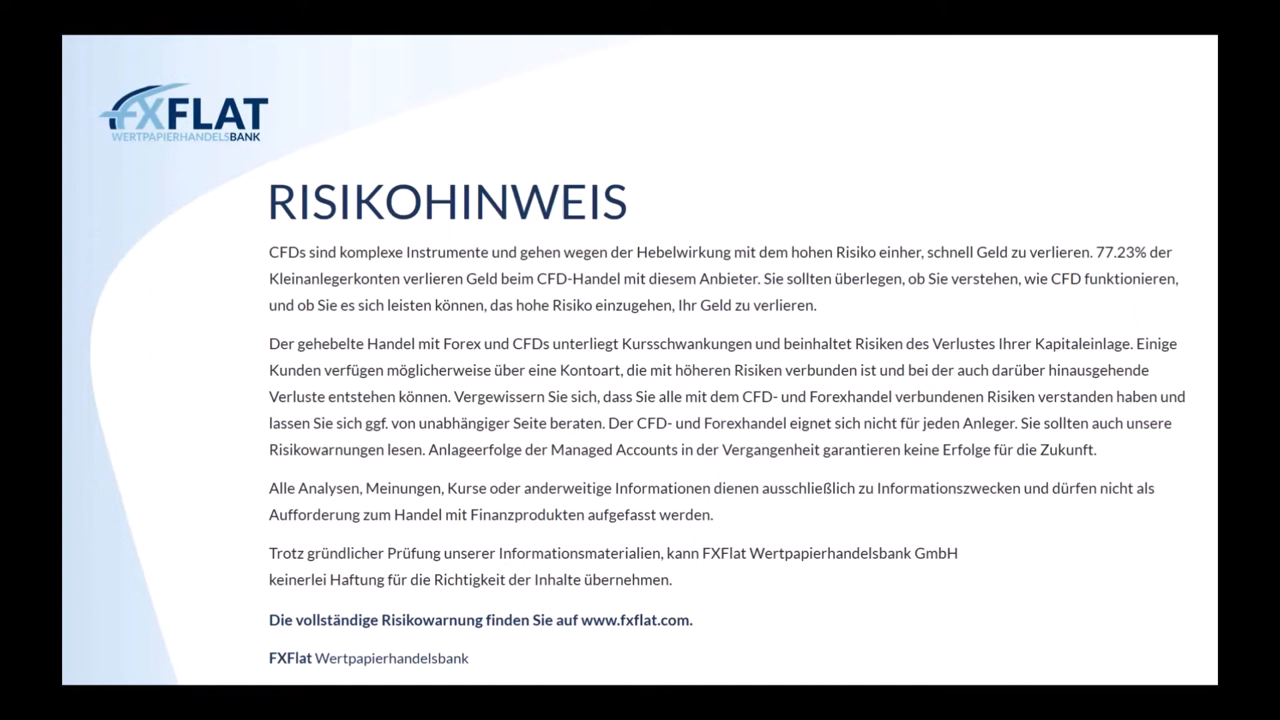 FXFLAT
WERTPAPIERHANDELSBANK
RISIKOHINWEIS
CFDs sind komplexe Instrumente und gehen wegen der Hebelwirkung mit dem hohen Risiko einher, schnell Geld zu verlieren. 77.23% der
Kleinanlegerkonten verlieren Geld beim CFD-Handel mit diesem Anbieter. Sie sollten überlegen, ob Sie verstehen, wie CFD funktionieren,
und ob Sie es sich leisten können, das hohe Risiko einzugehen, Ihr Geld zu verlieren.
Der gehebelte Handel mit Forex und CFDs unterliegt Kursschwankungen und beinhaltet Risiken des Verlustes Ihrer Kapitaleinlage. Einige
Kunden verfügen möglicherweise über eine Kontoart, die mit höheren Risiken verbunden ist und bei der auch darüber hinausgehende
Verluste entstehen können. Vergewissern Sie sich, dass Sie alle mit dem CFD- und Forexhandel verbundenen Risiken verstanden haben und
lassen Sie sich ggf. von unabhängiger Seite beraten. Der CFD- und Forexhandel eignet sich nicht für jeden Anleger. Sie sollten auch unsere
Risikowarnungen lesen. Anlageerfolge der Managed Accounts in der Vergangenheit garantieren keine Erfolge für die Zukunft.
Alle Analysen, Meinungen, Kurse oder anderweitige Informationen dienen ausschließlich zu Informationszwecken und dürfen nicht als
Aufforderung zum Handel mit Finanzprodukten aufgefasst werden.
Trotz gründlicher Prüfung unserer Informationsmaterialien, kann FXFlat Wertpapierhandelsbank GmbH
keinerlei Haftung für die Richtigkeit der Inhalte übernehmen.
Die vollständige Risikowarnung finden Sie auf www.fxflat.com.
FXFlat Wertpapierhandelsbank